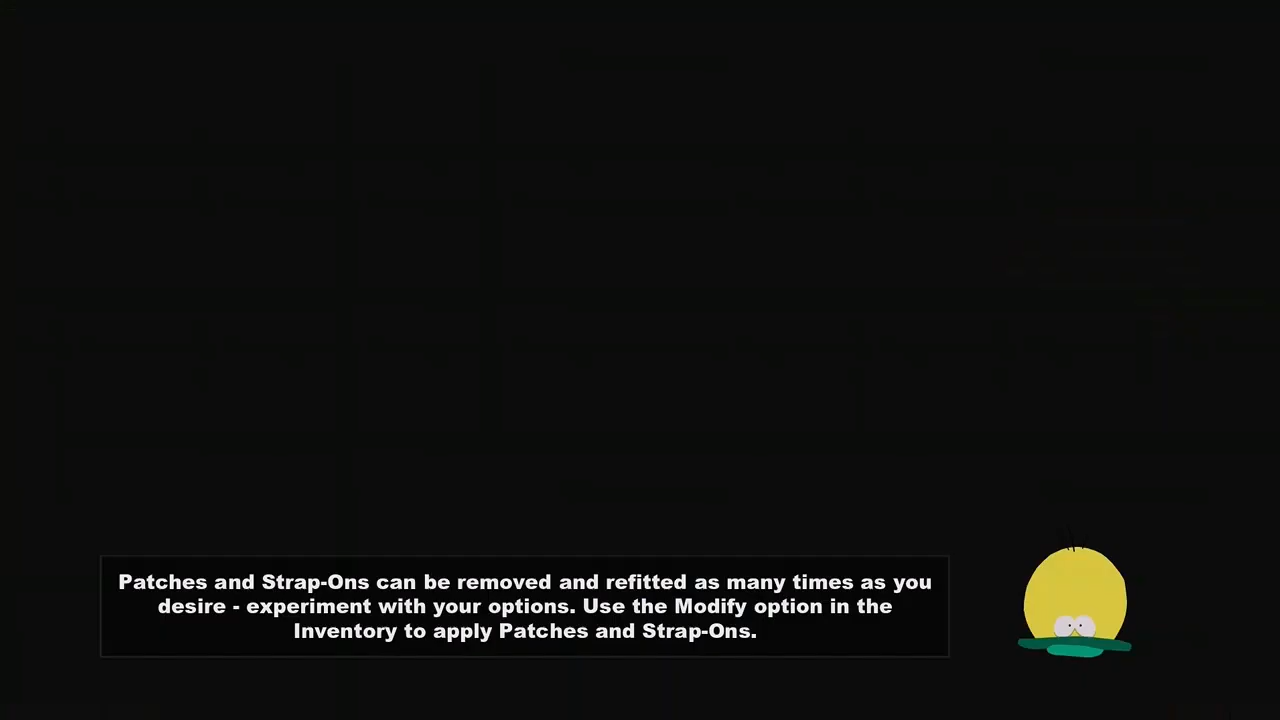 Patches and Strap-Ons can be removed and refitted as many times as you
desire - experiment with your options. Use the Modify option in the
Inventory to apply Patches and Strap-Ons.